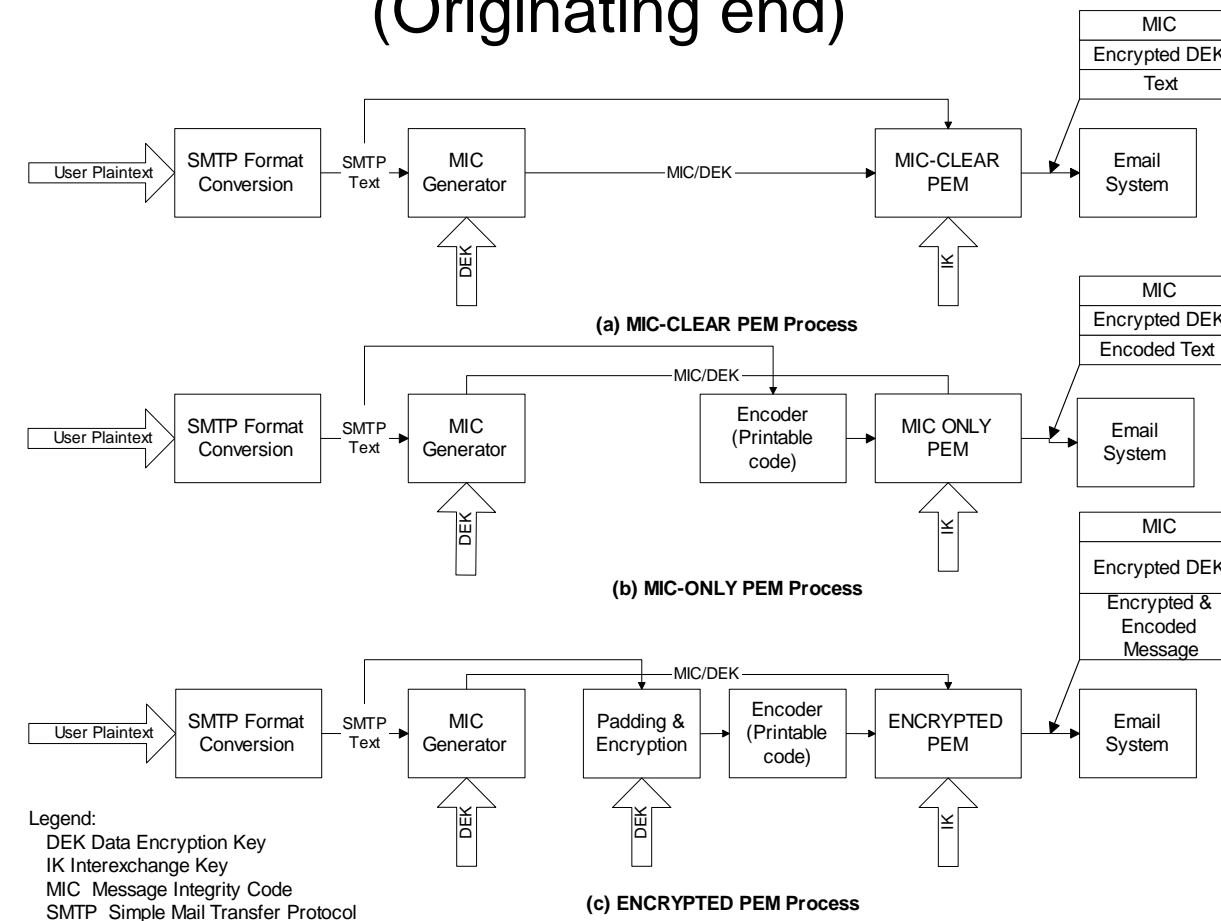 (Originating end)
MIC
Encrypted DEK
Text
User Plaintext
SMTP Format
Conversion
SMTP
Text
MIC
Generator
MIC/DEK
MIC-CLEAR
PEM
Email
System
DEK
IK
(a) MIC-CLEAR PEM Process
MIC
Encrypted DEK
Encoded Text
MIC/DEK
User Plaintext
SMTP Format
Conversion
SMTP
Text
MIC
Generator
Encoder
(Printable
code)
MIC ONLY
PEM
Email
System
DEK
IK
(b) MIC-ONLY PEM Process
MIC
Encrypted DEK
Encrypted &
Encoded
Message
MIC/DEK
User Plaintext
SMTP Format
Conversion
SMTP
Text
MIC
Generator
Padding &
Encryption
Encoder
(Printable
code)
ENCRYPTED
PEM
Email
System
DEK
DEK
IK
Legend:
DEK Data Encryption Key
IK Interexchange Key
MIC Message Integrity Code
SMTP Simple Mail Transfer Protocol
(c) ENCRYPTED PEM Process